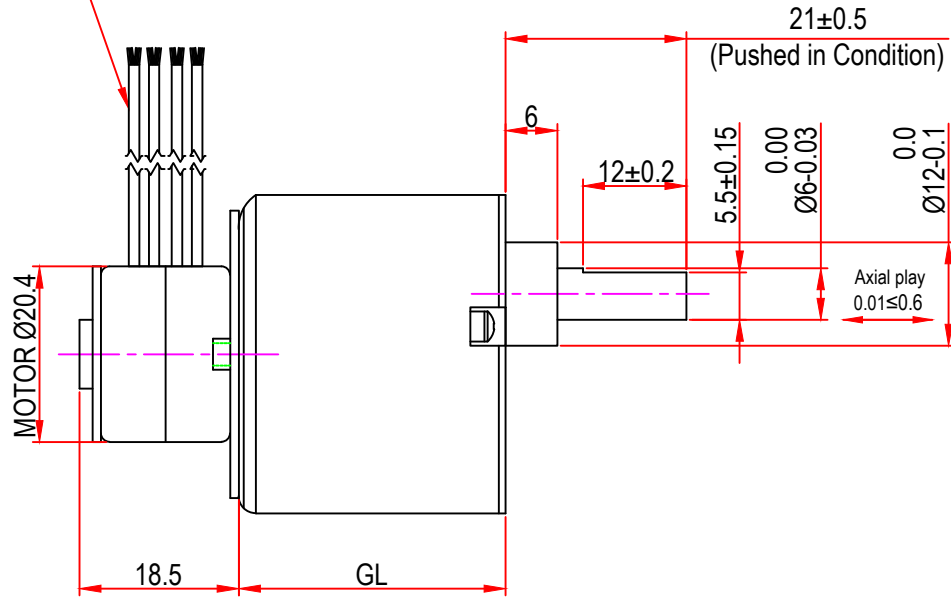 21±0.5
(Pushed in Condition)
6
12±0.2
5.5±0.15
0.00
Ø6-0.03
0.0
Ø12-0.1
Axial play
0.01≤0.6
MOTOR Ø20.4
18.5
GL